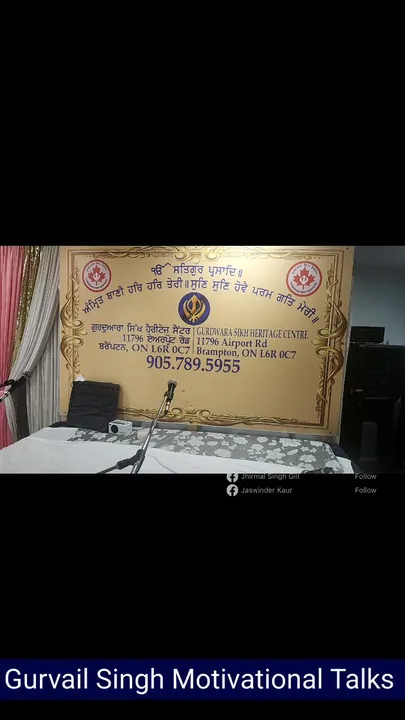 ੴ ਸਤਿਗੁਰ ਪ੍ਰਸਾਦਿ॥
ਅੰਮ੍ਰਿਤ ਬਾਣੀ ਹਰਿ ਹਰਿ ਤੇਰੀ॥ਸੁਣਿ ਸੁਣਿ ਹੋਵੈ ਪਰਮ ਗਤਿ ਮੇਰੀ॥
ਗੁਰਦੁਆਰਾ ਸਿੱਖ ਹੈਰੀਟੇਜ ਸੈਂਟਰ
11796 ਏਅਰਪੋਰਟ ਰੋਡ
ਬਰੈਂਪਟਨ, ON L6R 0C7
GURDWARA SIKH HERITAGE CENTRE
11796 Airport Rd
Brampton, ON L6R 0C7
905.789.5955
Jhirmal Singh Gill Follow
Jaswinder Kaur Follow
Gurvail Singh Motivational Talks